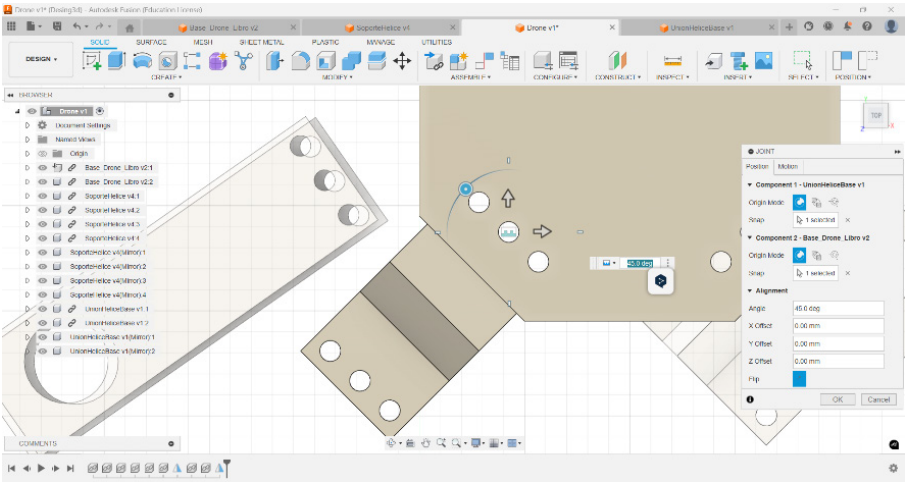 Drone v1* (Desing3d) - Autodesk Fusion (Education License)
Base_Drone_Libro v2
SoporteHelice v4
Drone v1*
UnionHeliceBase v1
DESIGN
SOLID SURFACE MESH SHEET METAL PLASTIC MANAGE UTILITIES
CREATE MODIFY ASSEMBLE CONFIGURE CONSTRUCT INSPECT INSERT SELECT POSITION
BROWSER
Drone v1
Document Settings
Named Views
Origin
Base_Drone_Libro v2:1
Base_Drone_Libro v2:2
SoporteHelice v4:1
SoporteHelice v4:2
SoporteHelice v4:3
SoporteHelice v4:4
SoporteHelice v4(Mirror):1
SoporteHelice v4(Mirror):2
SoporteHelice v4(Mirror):3
SoporteHelice v4(Mirror):4
UnionHeliceBase v1:1
UnionHeliceBase v1:2
UnionHeliceBase v1(Mirror):1
UnionHeliceBase v1(Mirror):2
COMMENTS
45.0 deg
TOP
Z
X
JOINT
Position Motion
Component 1 - UnionHeliceBase v1
Origin Mode
Snap 1 selected
Component 2 - Base_Drone_Libro v2
Origin Mode
Snap 1 selected
Alignment
Angle 45.0 deg
X Offset 0.00 mm
Y Offset 0.00 mm
Z Offset 0.00 mm
Flip
OK Cancel